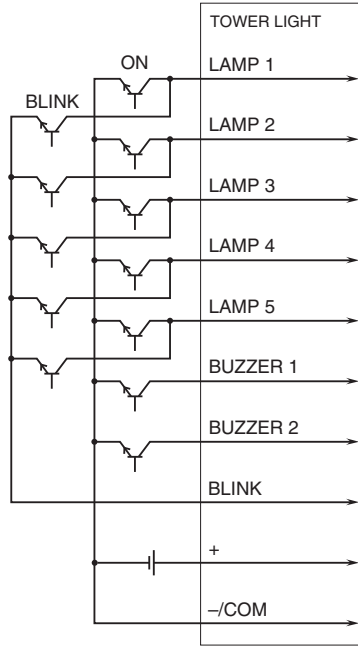 TOWER LIGHT
ON
LAMP 1
BLINK
LAMP 2
LAMP 3
LAMP 4
LAMP 5
BUZZER 1
BUZZER 2
BLINK
+
–/COM